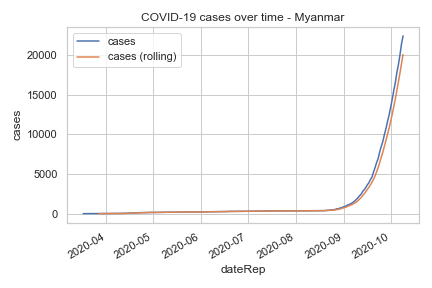 COVID-19 cases over time - Myanmar
cases
cases (rolling)
20000
15000
10000
5000
0
cases
2020-04
2020-05
2020-06
2020-07
2020-08
2020-09
2020-10
dateRep